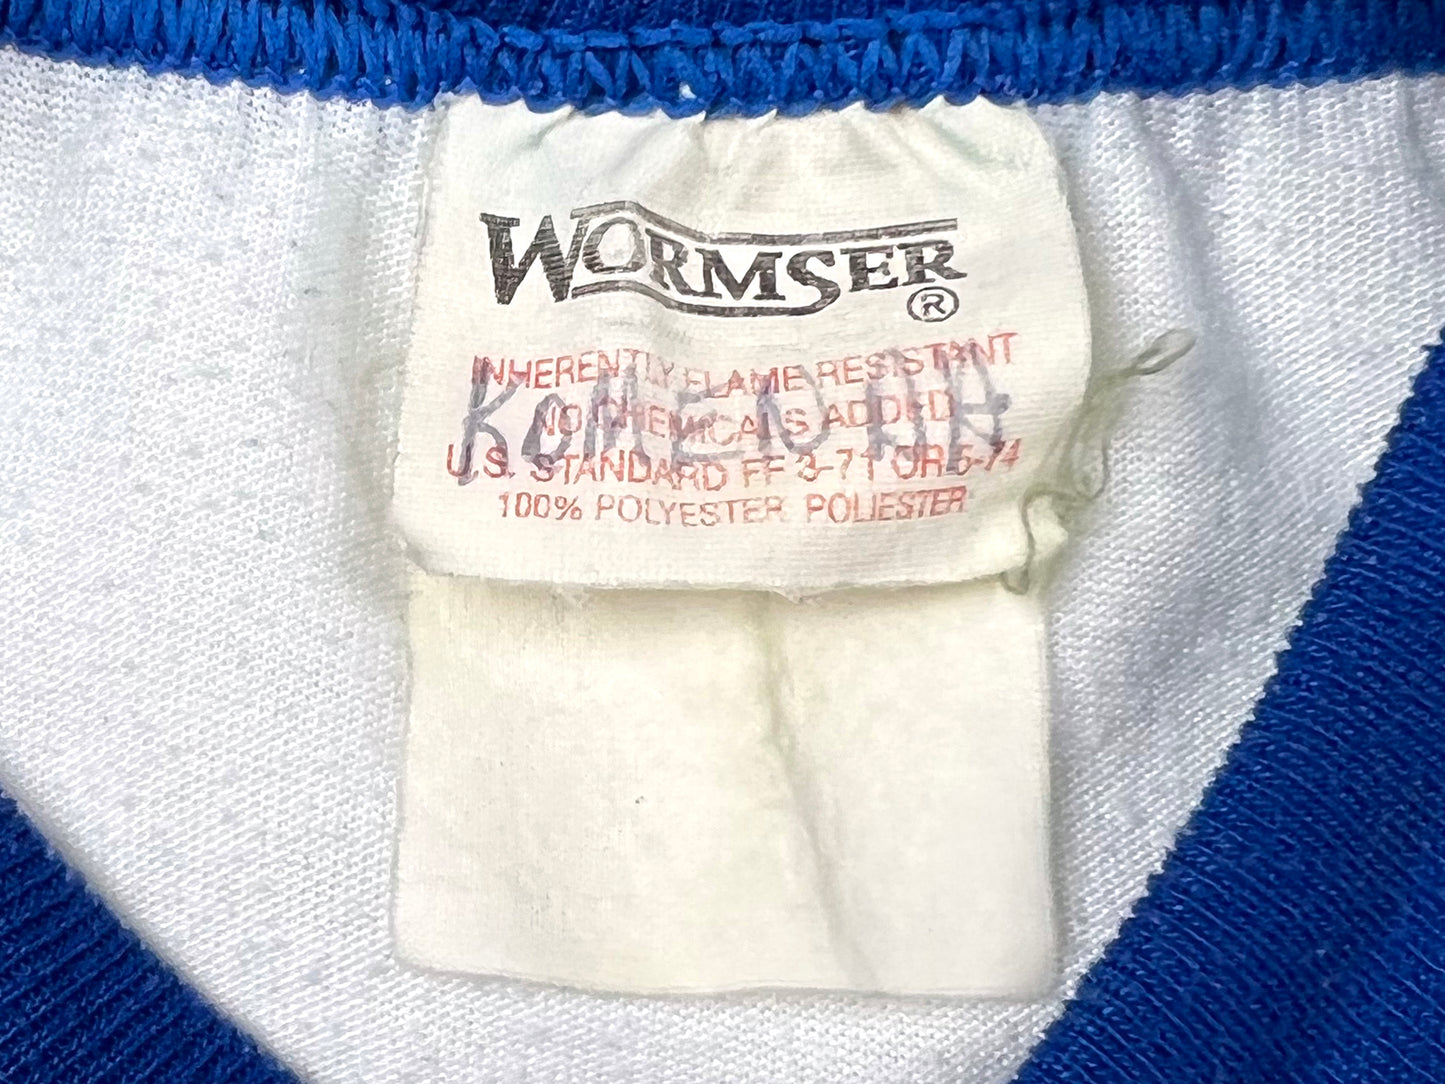 WORMSER
®
INHERENTLY FLAME RESISTANT
NO CHEMICALS ADDED
U.S. STANDARD FF 3-71 OR 5-74
100% POLYESTER POLIESTER